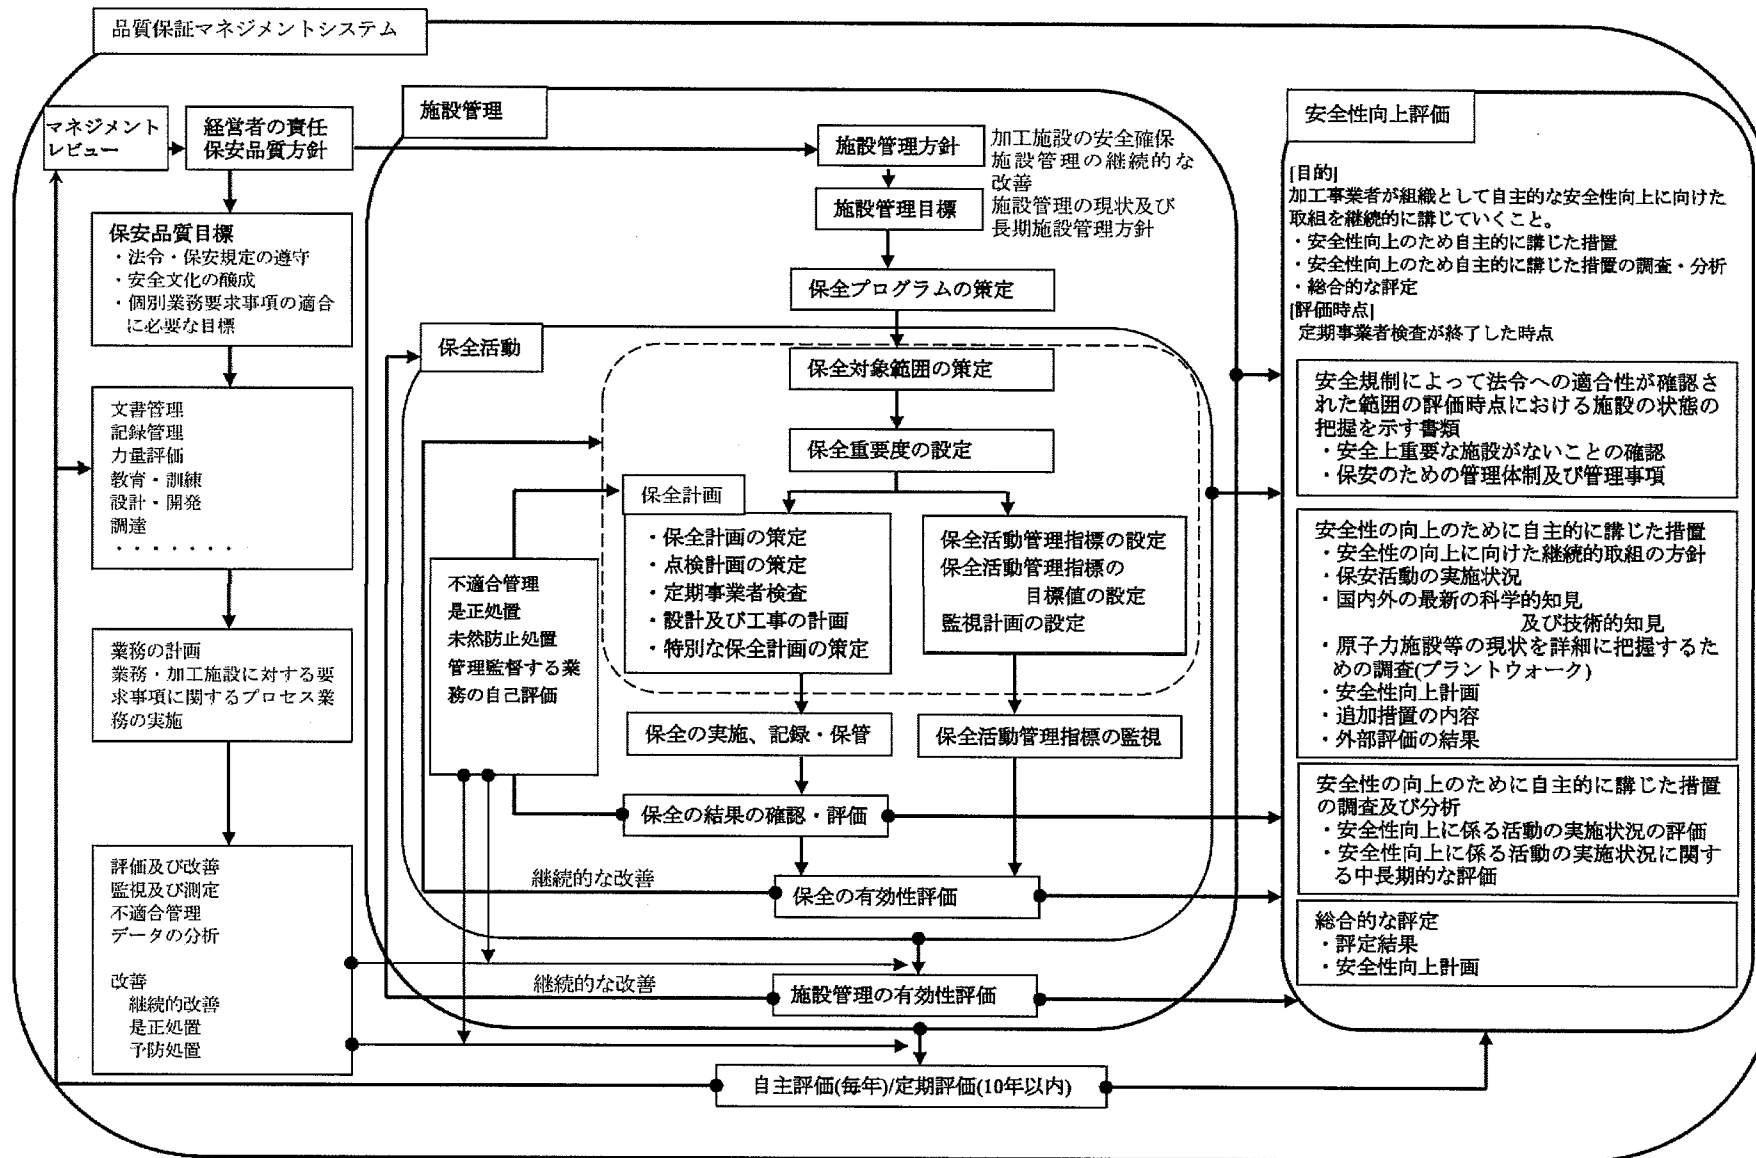 品質保証マネジメントシステム
マネジメント
レビュー
経営者の責任
保安品質方針
保安品質目標
・法令・保安規定の遵守
・安全文化の醸成
・個別業務要求事項の適合
に必要な目標
文書管理
記録管理
力量評価
教育・訓練
設計・開発
調達
・・・・・・・
業務の計画
業務・加工施設に対する要
求事項に関するプロセス業
務の実施
評価及び改善
監視及び測定
不適合管理
データの分析
改善
継続的改善
是正処置
予防処置
施設管理
施設管理方針
加工施設の安全確保
施設管理の継続的な
改善
施設管理目標
施設管理の現状及び
長期施設管理方針
保全プログラムの策定
保全活動
保全対象範囲の策定
保全重要度の設定
保全計画
・保全計画の策定
・点検計画の策定
・定期事業者検査
・設計及び工事の計画
・特別な保全計画の策定
保全活動管理指標の設定
保全活動管理指標の
目標値の設定
監視計画の設定
不適合管理
是正処置
未然防止処置
管理監督する業
務の自己評価
保全の実施、記録・保管
保全活動管理指標の監視
保全の結果の確認・評価
継続的な改善
保全の有効性評価
継続的な改善
施設管理の有効性評価
自主評価(毎年)/定期評価(10年以内)
安全性向上評価
[目的]
加工事業者が組織として自主的な安全性向上に向けた
取組を継続的に講じていくこと。
・安全性向上のため自主的に講じた措置
・安全性向上のため自主的に講じた措置の調査・分析
・総合的な評定
[評価時点]
定期事業者検査が終了した時点
安全規制によって法令への適合性が確認さ
れた範囲の評価時点における施設の状態の
把握を示す書類
・安全上重要な施設がないことの確認
・保安のための管理体制及び管理事項
安全性の向上のために自主的に講じた措置
・安全性の向上に向けた継続的取組の方針
・保安活動の実施状況
・国内外の最新の科学的知見
及び技術的知見
・原子力施設等の現状を詳細に把握するた
めの調査(プラントウォーク)
・安全性向上計画
・追加措置の内容
・外部評価の結果
安全性の向上のために自主的に講じた措置
の調査及び分析
・安全性向上に係る活動の実施状況の評価
・安全性向上に係る活動の実施状況に関す
る中長期的な評価
総合的な評定
・評定結果
・安全性向上計画